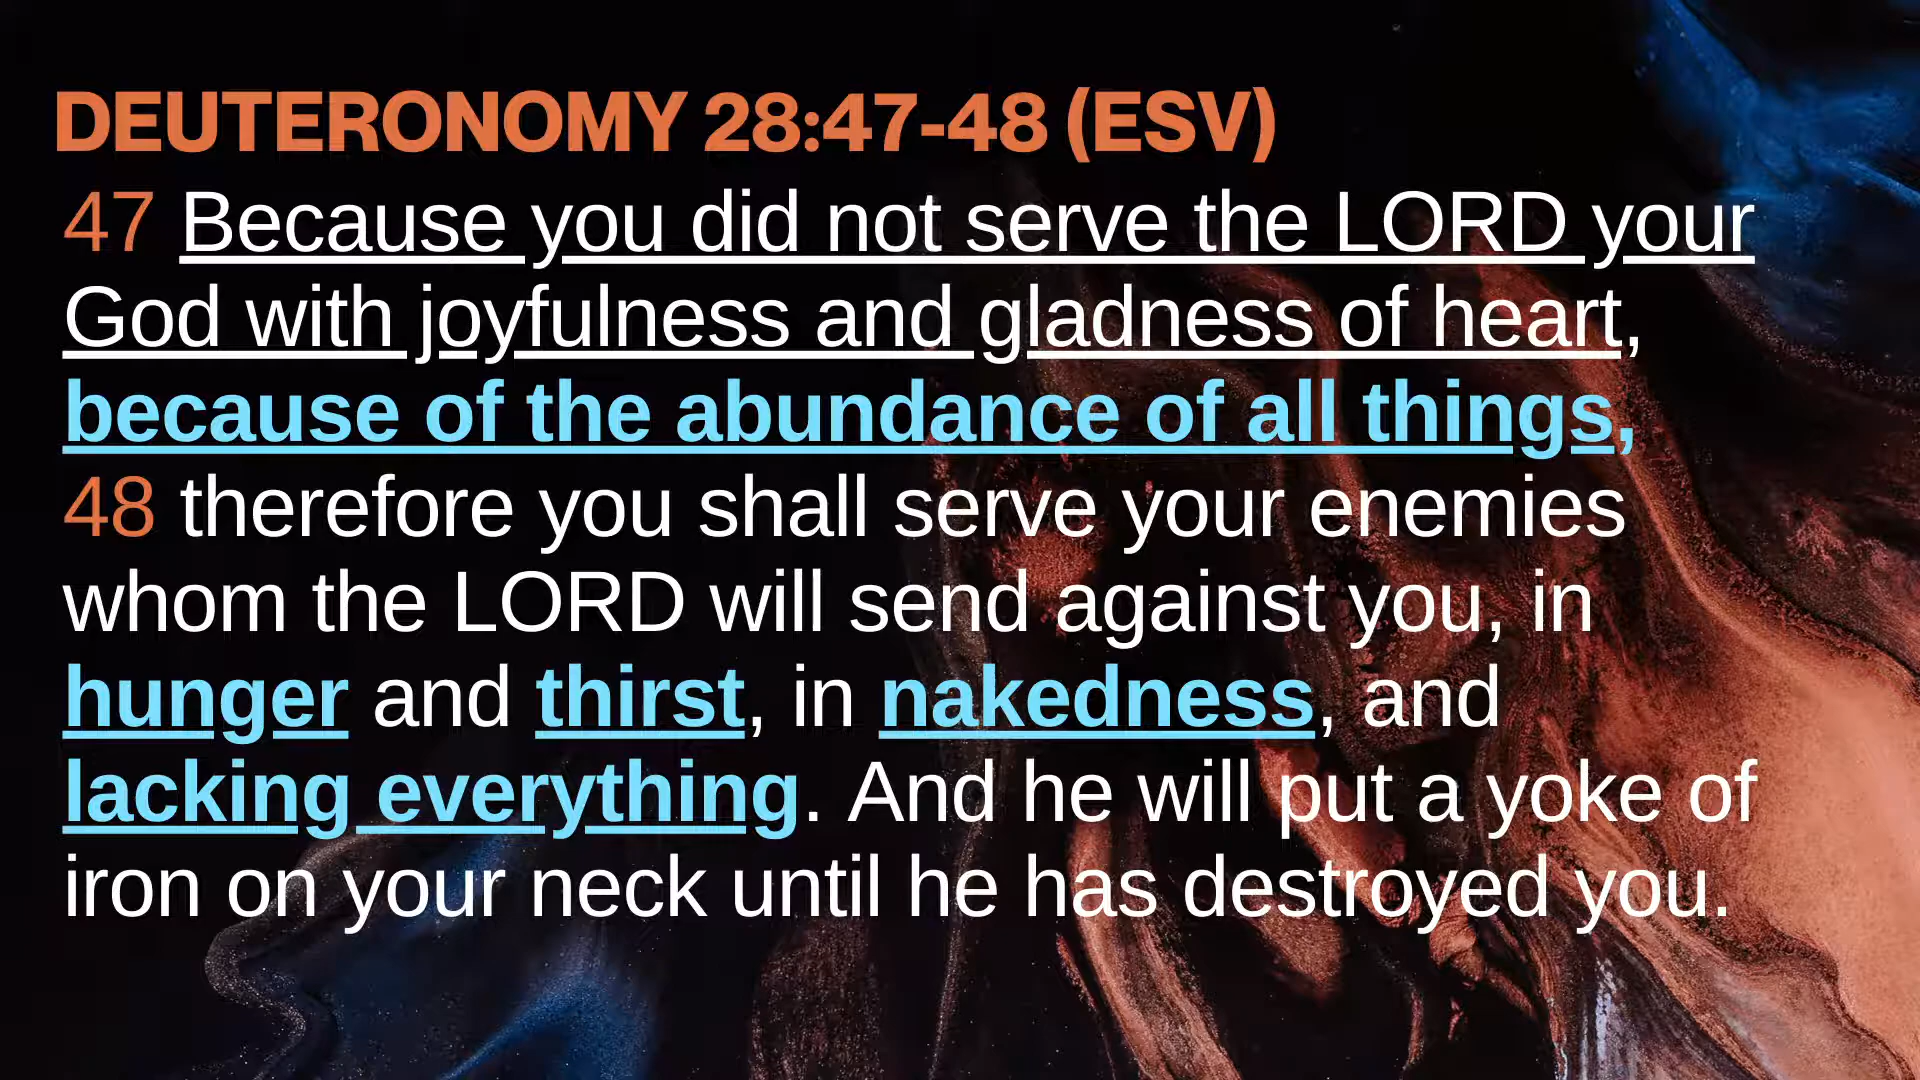 DEUTERONOMY 28:47-48 (ESV)
47 Because you did not serve the LORD your
God with joyfulness and gladness of heart,
because of the abundance of all things,
48 therefore you shall serve your enemies
whom the LORD will send against you, in
hunger and thirst, in nakedness, and
lacking everything. And he will put a yoke of
iron on your neck until he has destroyed you.